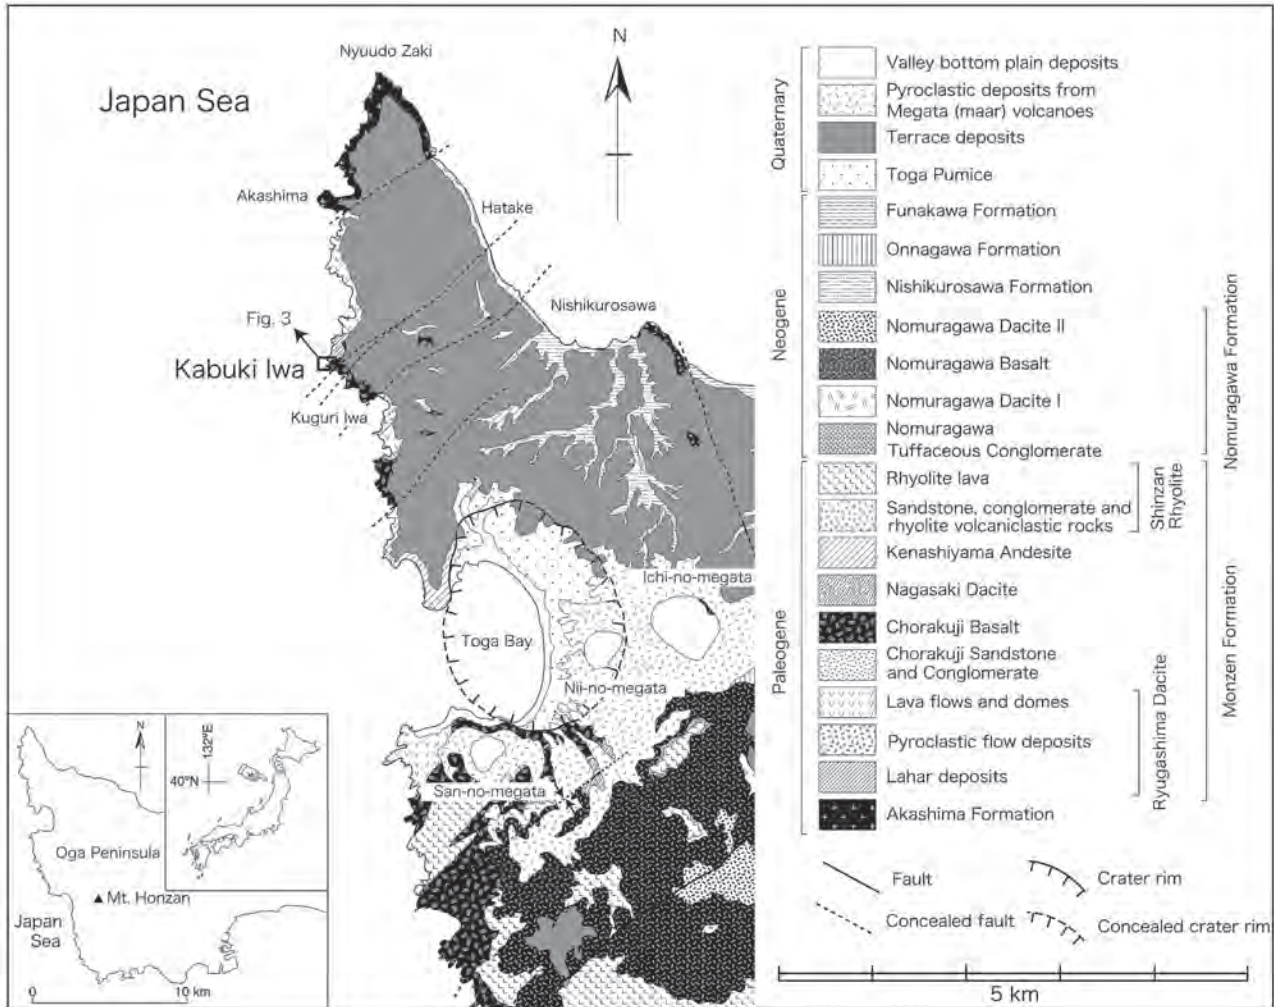 Nyuudo Zaki
N
Japan Sea
Akashima
Hatake
Nishikurosawa
Fig. 3
Kabuki Iwa
Kuguri Iwa
Ichi-no-megata
Toga Bay
Nii-no-megata
San-no-megata
N
132°E
40°N
Oga Peninsula
Mt. Honzan
Japan
Sea
0
10 km
Quaternary
Valley bottom plain deposits
Pyroclastic deposits from
Megata (maar) volcanoes
Terrace deposits
Toga Pumice
Neogene
Funakawa Formation
Onnagawa Formation
Nishikurosawa Formation
Nomuragawa Dacite II
Nomuragawa Basalt
Nomuragawa Dacite I
Nomuragawa
Tuffaceous Conglomerate
Nomuragawa Formation
Paleogene
Rhyolite lava
Sandstone, conglomerate and
rhyolite volcaniclastic rocks
Shinzan
Rhyolite
Kenashiyama Andesite
Nagasaki Dacite
Chorakuji Basalt
Chorakuji Sandstone
and Conglomerate
Lava flows and domes
Pyroclastic flow deposits
Lahar deposits
Ryugashima Dacite
Monzen Formation
Akashima Formation
Fault
Crater rim
Concealed fault
Concealed crater rim
5 km